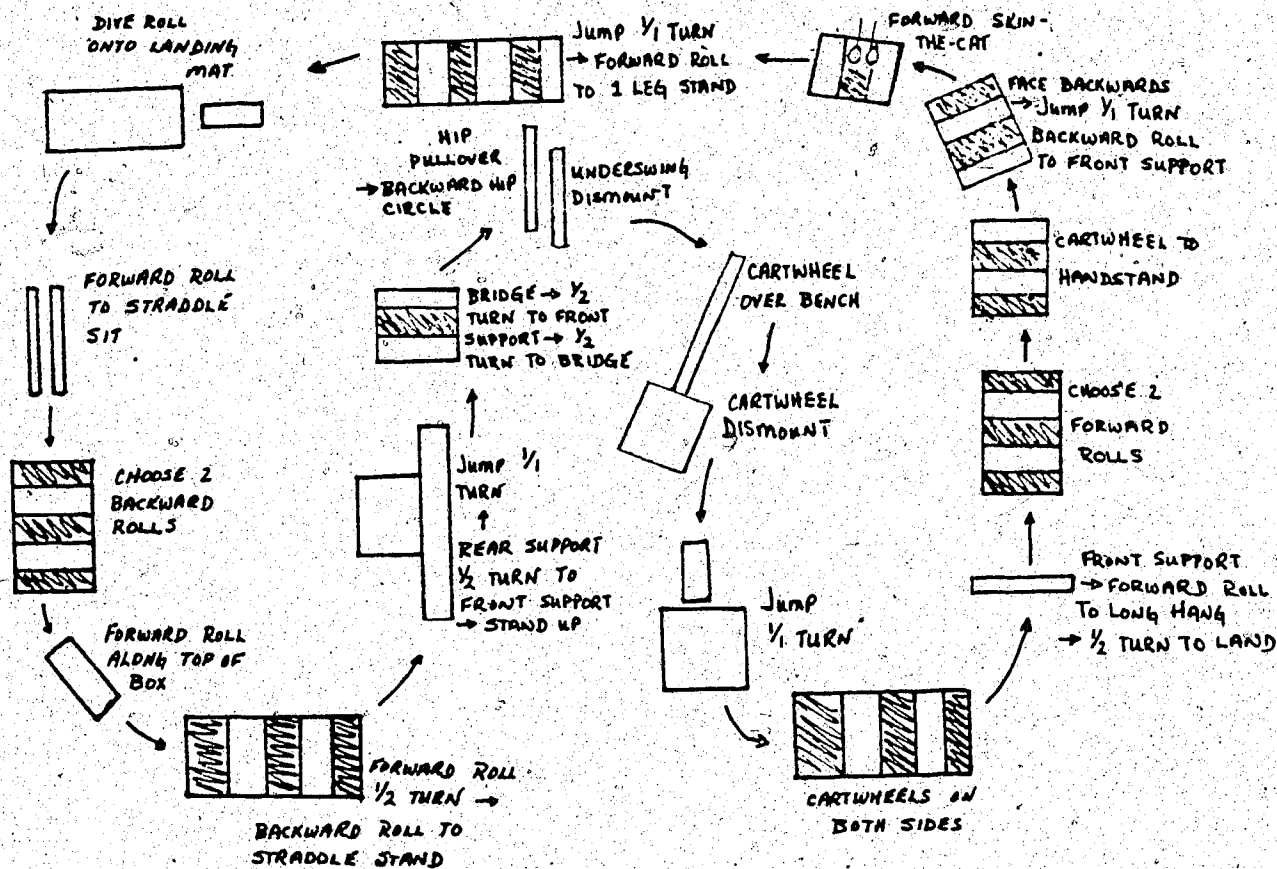 DIVE ROLL
ONTO LANDING
MAT
Jump 1/1 TURN
→ FORWARD ROLL
TO 1 LEG STAND
FORWARD SKIN-
THE-CAT
FACE BACKWARDS
→ Jump 1/1 TURN
BACKWARD ROLL
TO FRONT SUPPORT
HIP
PULLOVER
→ BACKWARD HIP
CIRCLE
UNDERSWING
DISMOUNT
CARTWHEEL TO
HANDSTAND
FORWARD ROLL
TO STRADDLE
SIT
BRIDGE → 1/2
TURN TO FRONT
SUPPORT → 1/2
TURN TO BRIDGE
CARTWHEEL
OVER BENCH
CARTWHEEL
DISMOUNT
CHOOSE 2
FORWARD
ROLLS
CHOOSE 2
BACKWARD
ROLLS
Jump 1/1
TURN
REAR SUPPORT
1/2 TURN TO
FRONT SUPPORT
→ STAND UP
FRONT SUPPORT
→ FORWARD ROLL
TO LONG HANG
→ 1/2 TURN TO LAND
Jump
1/1 TURN
FORWARD ROLL
ALONG TOP OF
BOX
FORWARD ROLL
1/2 TURN →
BACKWARD ROLL TO
STRADDLE STAND
CARTWHEELS ON
BOTH SIDES